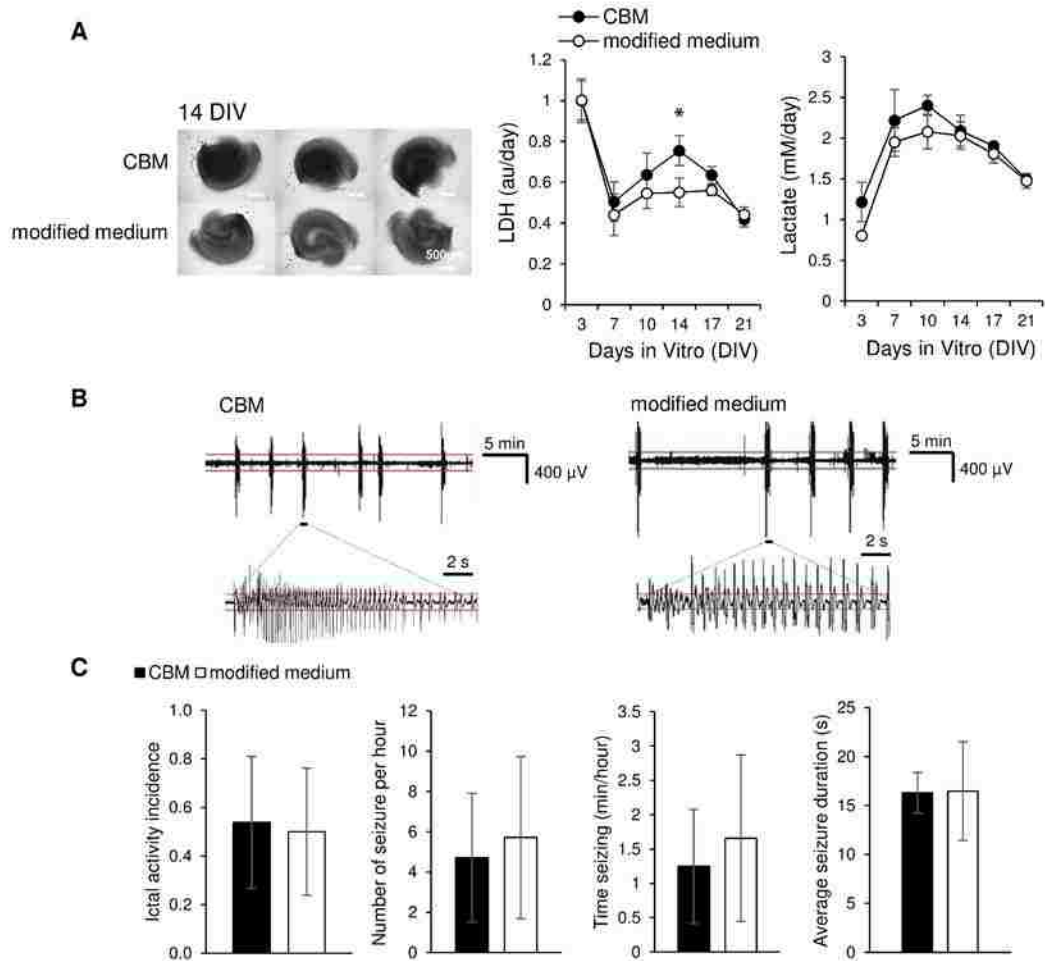 A
CBM
modified medium
14 DIV
CBM
modified medium
500μm
LDH (au/day)
1.2
1
0.8
0.6
0.4
0.2
0
*
3 7 10 14 17 21
Days in Vitro (DIV)
Lactate (mM/day)
3
2.5
2
1.5
1
0.5
0
3 7 10 14 17 21
Days in Vitro (DIV)
B
CBM
5 min
400 μV
2 s
modified medium
5 min
400 μV
2 s
C
CBM modified medium
Ictal activity incidence
1.0
0.8
0.6
0.4
0.2
0.0
Number of seizure per hour
12
10
8
6
4
2
0
Time seizing (min/hour)
3.5
3
2.5
2
1.5
1
0.5
0
Average seizure duration (s)
25
20
15
10
5
0